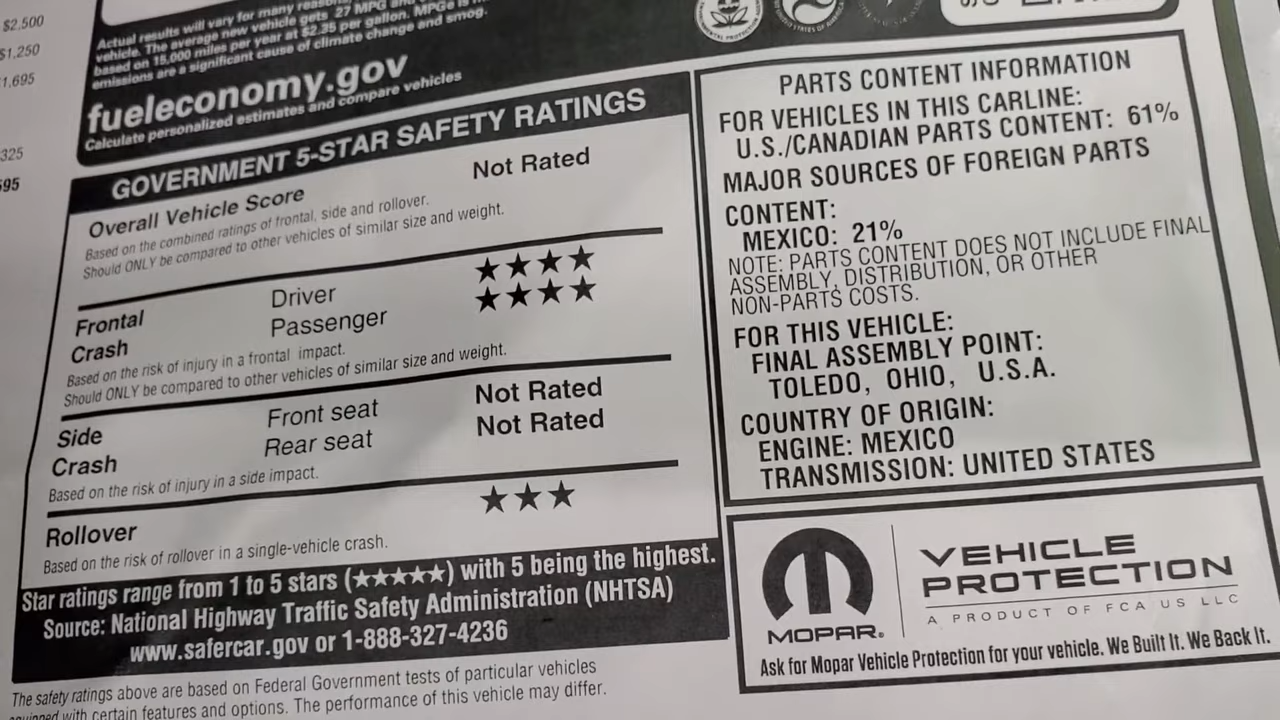 $2,500
$1,250
1,695
325
595
Actual results will vary for many
vehicle. The average new vehicle gets 27 MPG and
based on 15,000 miles per year at $2.35 per gallon. MPGe is
emissions are a significant cause of climate change and smog.
fueleconomy.gov
Calculate personalized estimates and compare vehicles
GOVERNMENT 5-STAR SAFETY RATINGS
Overall Vehicle Score Not Rated
Based on the combined ratings of frontal, side and rollover.
Should ONLY be compared to other vehicles of similar size and weight.
Frontal Driver ★★★★
Crash Passenger ★★★★
Based on the risk of injury in a frontal impact.
Should ONLY be compared to other vehicles of similar size and weight.
Side Front seat Not Rated
Crash Rear seat Not Rated
Based on the risk of injury in a side impact.
Rollover ★★★
Based on the risk of rollover in a single-vehicle crash.
Star ratings range from 1 to 5 stars (★★★★★) with 5 being the highest.
Source: National Highway Traffic Safety Administration (NHTSA)
www.safercar.gov or 1-888-327-4236
The safety ratings above are based on Federal Government tests of particular vehicles
equipped with certain features and options. The performance of this vehicle may differ.
PARTS CONTENT INFORMATION
FOR VEHICLES IN THIS CARLINE:
U.S./CANADIAN PARTS CONTENT: 61%
MAJOR SOURCES OF FOREIGN PARTS
CONTENT:
MEXICO: 21%
NOTE: PARTS CONTENT DOES NOT INCLUDE FINAL
ASSEMBLY, DISTRIBUTION, OR OTHER
NON-PARTS COSTS.
FOR THIS VEHICLE:
FINAL ASSEMBLY POINT:
TOLEDO, OHIO, U.S.A.
COUNTRY OF ORIGIN:
ENGINE: MEXICO
TRANSMISSION: UNITED STATES
MOPAR®
VEHICLE
PROTECTION
A PRODUCT OF FCA US LLC
Ask for Mopar Vehicle Protection for your vehicle. We Built It. We Back It.